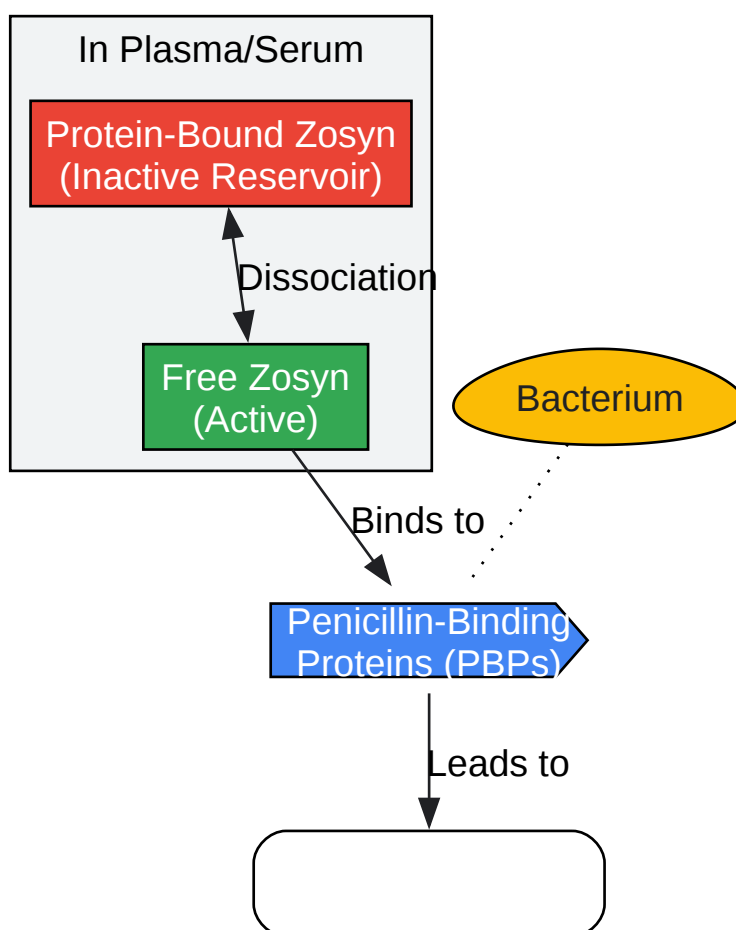 In Plasma/Serum
Protein-Bound Zosyn
(Inactive Reservoir)
Dissociation
Free Zosyn
(Active)
Bacterium
Binds to
Penicillin-Binding
Proteins (PBPs)
Leads to